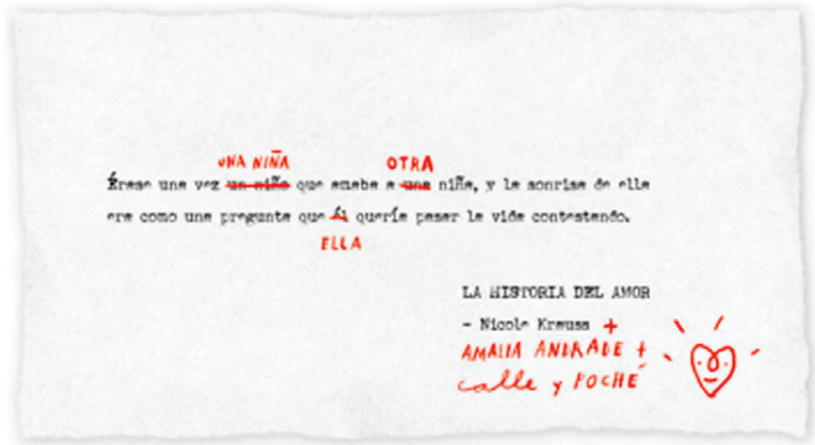 UNA NIÑA OTRA
Érase una vez un niño que amaba a una niña, y la sonrisa de ella
era como una pregunta que él quería pasar la vida contestando.
ELLA
LA HISTORIA DEL AMOR
- Nicole Krauss +
AMALIA ANDRADE +
calle y POCHÉ